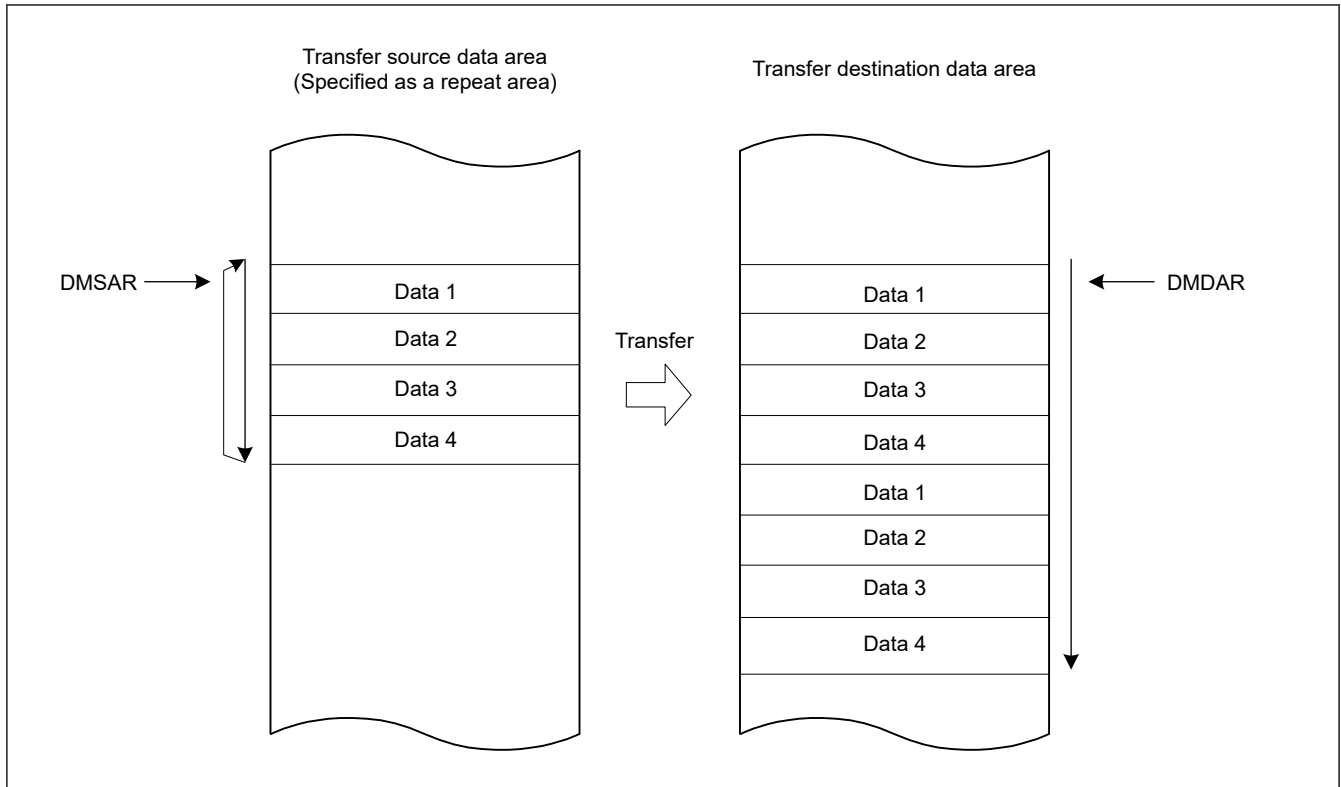 Transfer source data area
(Specified as a repeat area)
Transfer destination data area
DMSAR
Data 1
Data 2
Data 3
Data 4
Transfer
Data 1
Data 2
Data 3
Data 4
Data 1
Data 2
Data 3
Data 4
DMDAR